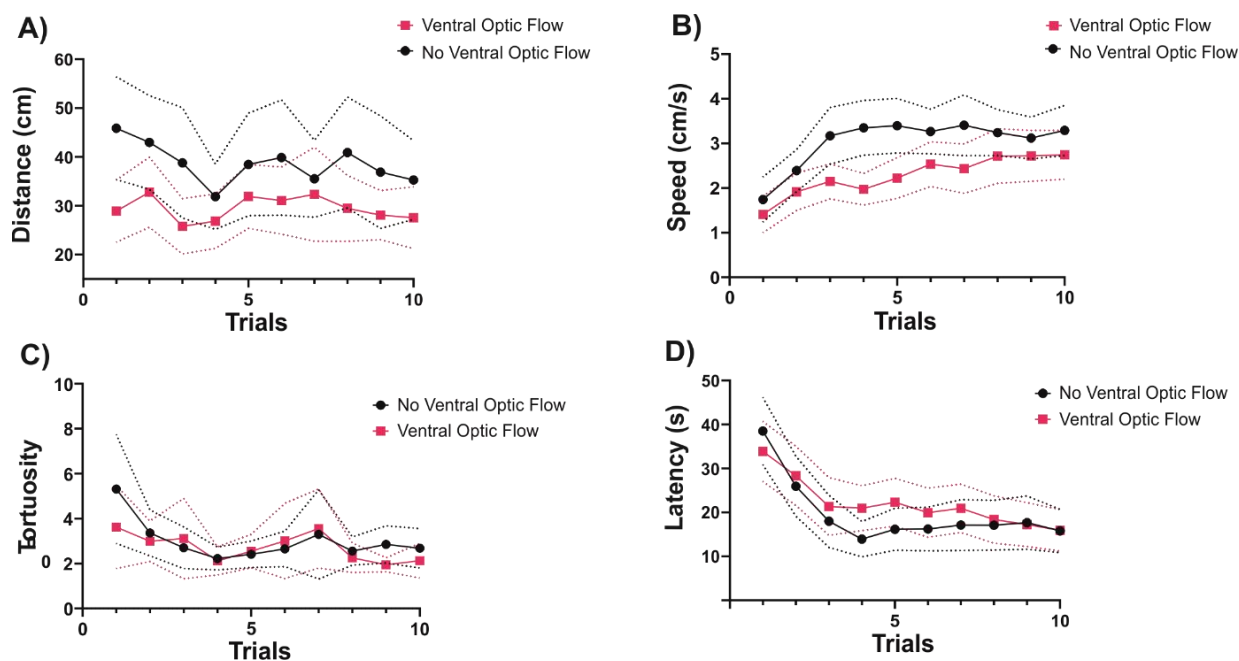 A)
Ventral Optic Flow
No Ventral Optic Flow
60
50
40
30
20
0
5
10
Distance (cm)
Trials
B)
Ventral Optic Flow
No Ventral Optic Flow
5
4
3
2
1
0
0
5
10
Speed (cm/s)
Trials
C)
No Ventral Optic Flow
Ventral Optic Flow
10
8
6
4
2
0
0
0
5
10
Tortuosity
Trials
D)
No Ventral Optic Flow
Ventral Optic Flow
50
40
30
20
10
0
5
10
Latency (s)
Trials